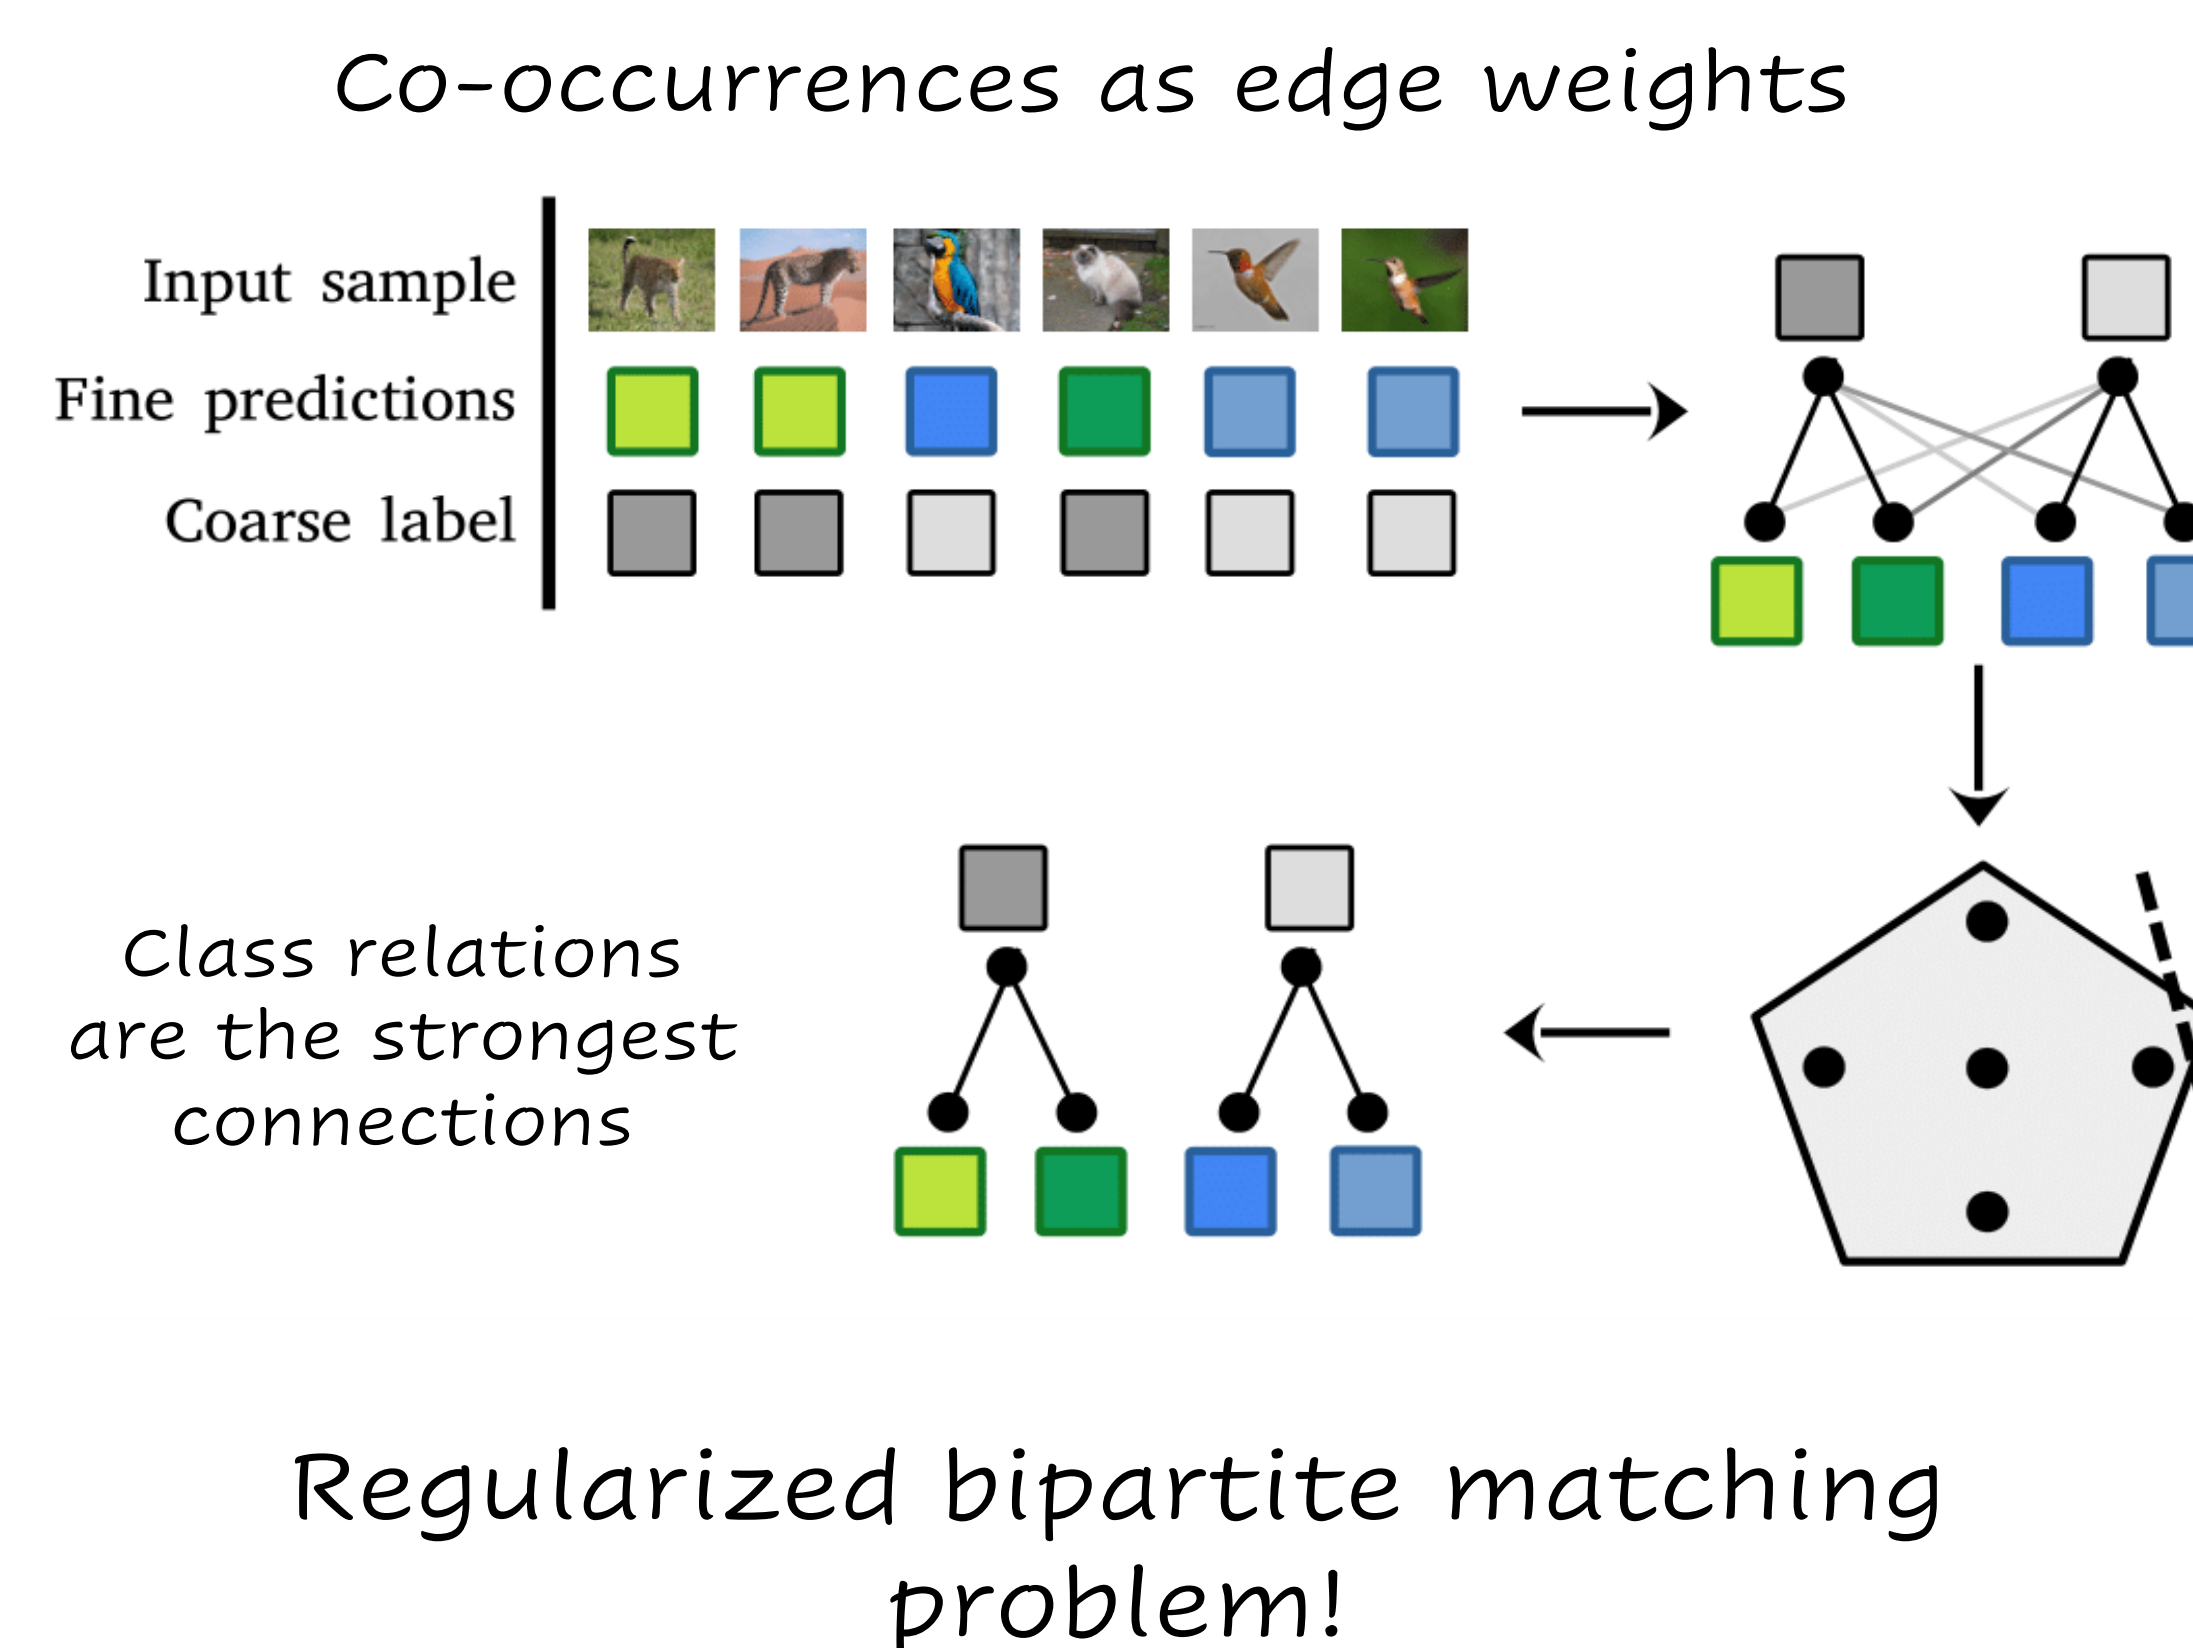 Co-occurrences as edge weights
Input sample
Fine predictions
Coarse label
Class relations
are the strongest
connections
Regularized bipartite matching
problem!